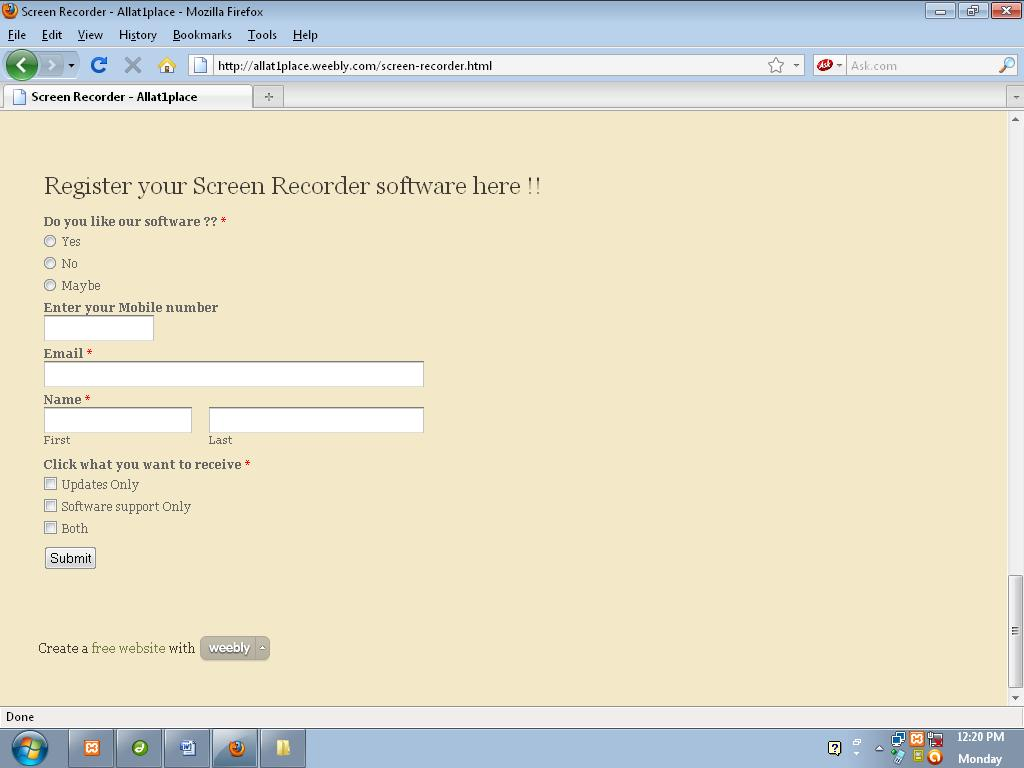 Screen Recorder - Allat1place - Mozilla Firefox
File Edit View History Bookmarks Tools Help
http://allat1place.weebly.com/screen-recorder.html
Ask Ask.com
Screen Recorder - Allat1place
Register your Screen Recorder software here !!
Do you like our software ?? *
Yes
No
Maybe
Enter your Mobile number
Email *
Name *
First Last
Click what you want to receive *
Updates Only
Software support Only
Both
Submit
Create a free website with weebly
Done
12:20 PM
Monday